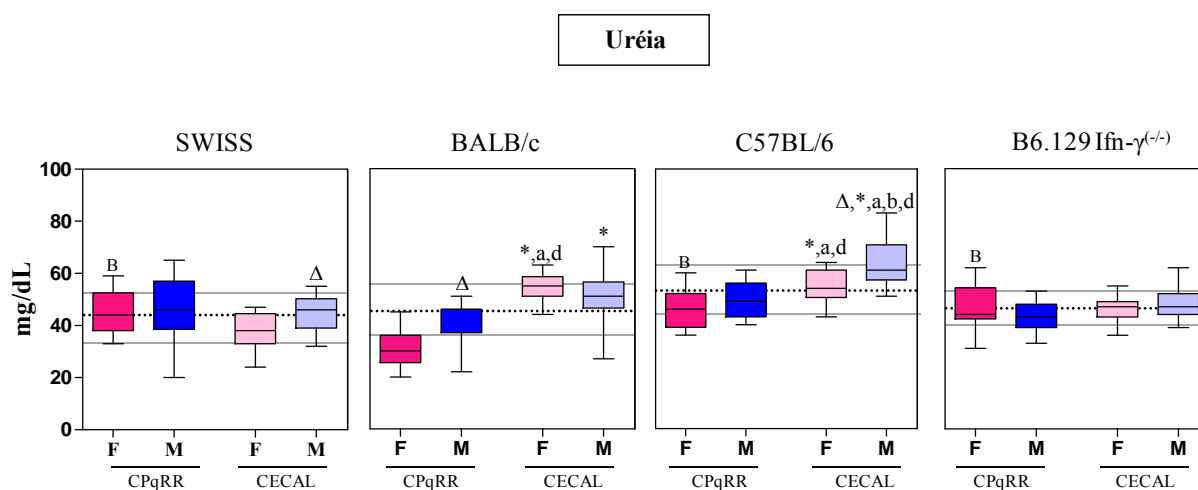 Uréia
SWISS BALB/c C57BL/6 B6.129 Ifn-γ(-/-)
mg/dL
100
80
60
40
20
0
B Δ
Δ *,a,d *
B *,a,d Δ,*,a,b,d
B
F M F M F M F M F M F M F M F M
CPqRR CECAL CPqRR CECAL CPqRR CECAL CPqRR CECAL